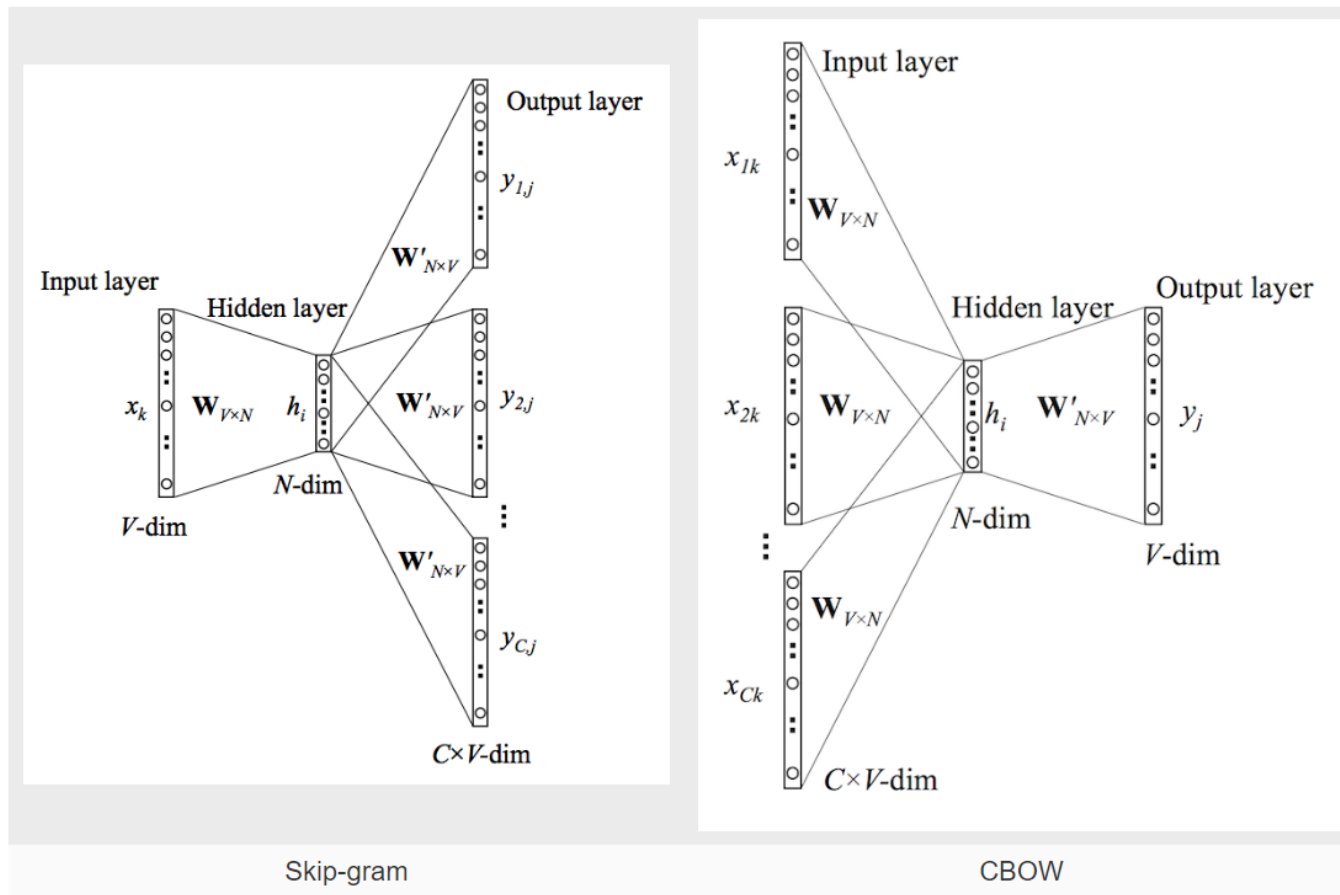 Output layer
y1,j
W'N×V
Input layer
Hidden layer
xk
WV×N
hi
W'N×V
y2,j
N-dim
V-dim
W'N×V
yC,j
C×V-dim
Skip-gram
Input layer
x1k
WV×N
Hidden layer
Output layer
x2k
WV×N
hi
W'N×V
yj
N-dim
V-dim
WV×N
xCk
C×V-dim
CBOW